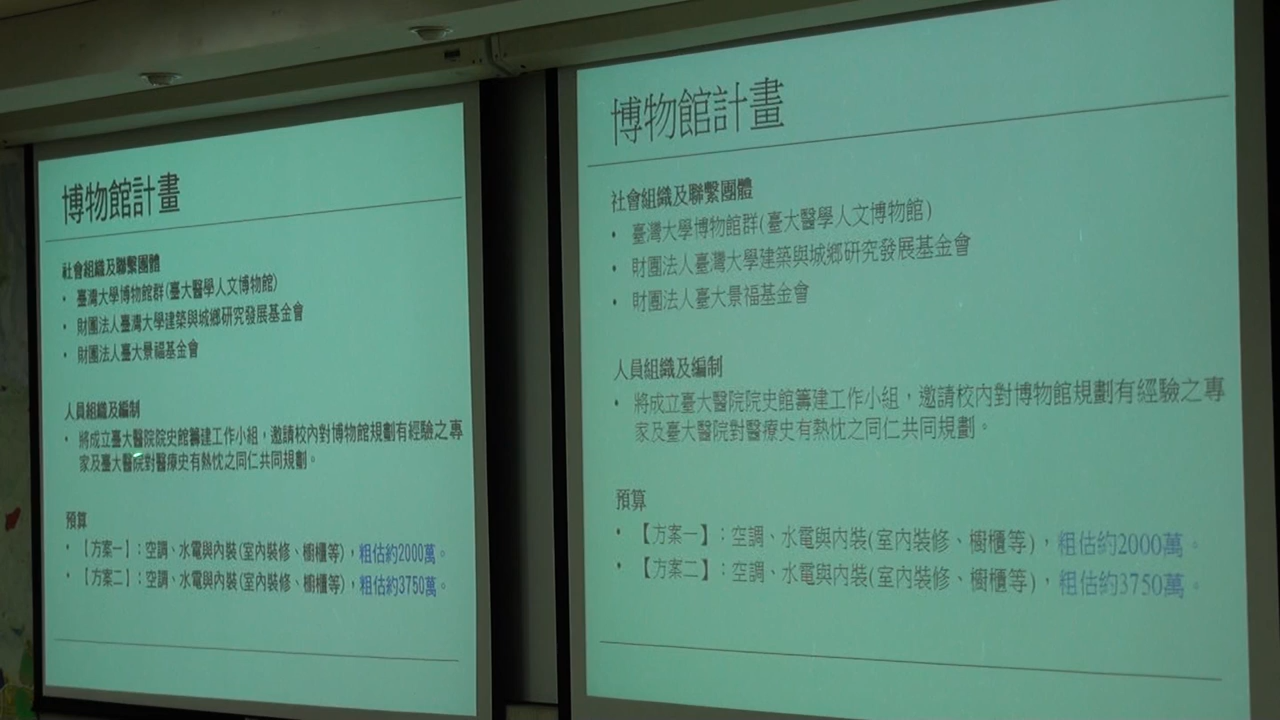 博物館計畫
社會組織及聯繫團體
• 臺灣大學博物館群(臺大醫學人文博物館)
• 財團法人臺灣大學建築與城鄉研究發展基金會
• 財團法人臺大景福基金會
人員組織及編制
• 將成立臺大醫院院史館籌建工作小組，邀請校內對博物館規劃有經驗之專
家及臺大醫院對醫療史有熱忱之同仁共同規劃。
預算
• 【方案一】：空調、水電與內裝(室內裝修、櫥櫃等)，粗估約2000萬。
• 【方案二】：空調、水電與內裝(室內裝修、櫥櫃等)，粗估約3750萬。
博物館計畫
社會組織及聯繫團體
• 臺灣大學博物館群(臺大醫學人文博物館)
• 財團法人臺灣大學建築與城鄉研究發展基金會
• 財團法人臺大景福基金會
人員組織及編制
• 將成立臺大醫院院史館籌建工作小組，邀請校內對博物館規劃有經驗之專
家及臺大醫院對醫療史有熱忱之同仁共同規劃。
預算
• 【方案一】：空調、水電與內裝(室內裝修、櫥櫃等)，粗估約2000萬。
• 【方案二】：空調、水電與內裝(室內裝修、櫥櫃等)，粗估約3750萬。